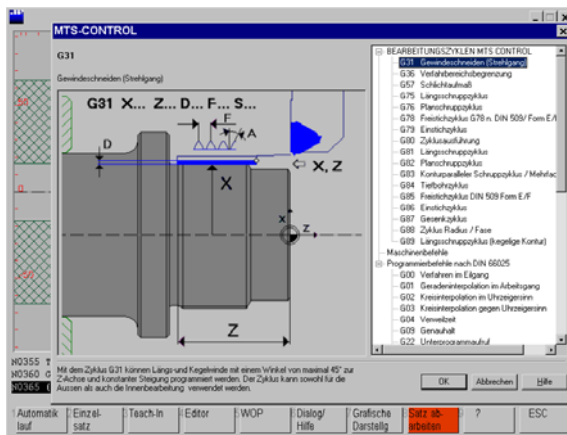 MTS-CONTROL
G31
Gewindeschneiden (Strehlgang)
G31 X... Z... D... F... S...
F
A
D
X, Z
X
x
z
Z
BEARBEITUNGSZYKLEN MTS CONTROL
G31 Gewindeschneiden (Strehlgang)
G36 Verfahrbereichsbegrenzung
G57 Schlichtaufmaß
G75 Längsschruppzyklus
G76 Planschruppzyklus
G78 Freistichzyklus G78 n. DIN 509/ Form E/
G79 Einstichzyklus
G80 Zyklusausführung
G81 Längsschruppzyklus
G82 Planschruppzyklus
G83 Konturparalleler Schruppzyklus / Mehrfac
G84 Tiefbohrzyklus
G85 Freistichzyklus DIN 509 Form E/F
G86 Einstichzyklus
G87 Gesenkzyklus
G88 Zyklus Radius / Fase
G89 Längsschruppzyklus (kegelige Kontur)
Maschinenbefehle
Programmierbefehle nach DIN 66025
G00 Verfahren im Eilgang
G01 Geradeninterpolation im Arbeitsgang
G02 Kreisinterpolation im Uhrzeigersinn
G03 Kreisinterpolation gegen Uhrzeigersinn
G04 Verweilzeit
G09 Genauhalt
G22 Unterprogrammaufruf
Mit dem Zyklus G31 können Längs-und Kegelwinde mit einem Winkel von maximal 45° zur
Z-Achse und konstanter Steigung programmiert werden. Der Zyklus kann sowohl für die
Aussen als auch die Innenbearbeitung verwendet werden.
OK Abbrechen Hilfe
N0355 T
N0360 G
N0365
Automatik lauf
Einzel- satz
Teach-In
Editor
WOP
Dialog/ Hilfe
Grafische Darstellg
Satz ab- arbeiten
?
ESC